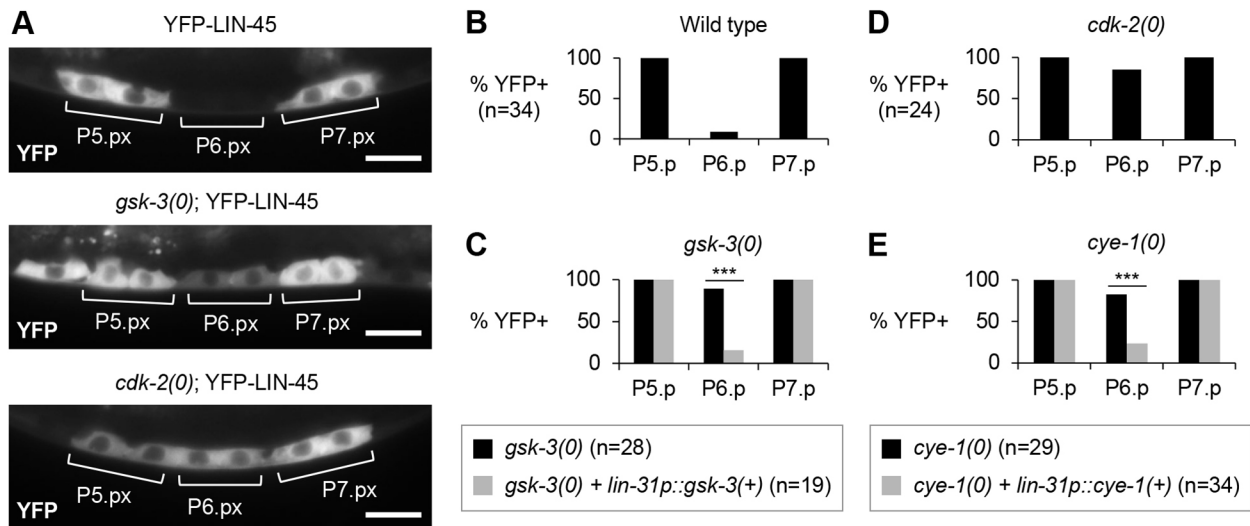 A
YFP-LIN-45
P5.px
P6.px
P7.px
YFP
gsk-3(0); YFP-LIN-45
P5.px
P6.px
P7.px
YFP
cdk-2(0); YFP-LIN-45
P5.px
P6.px
P7.px
YFP
B
Wild type
% YFP+
(n=34)
100
50
0
P5.p P6.p P7.p
C
gsk-3(0)
% YFP+
100
50
0
***
P5.p P6.p P7.p
gsk-3(0) (n=28)
gsk-3(0) + lin-31p::gsk-3(+) (n=19)
D
cdk-2(0)
% YFP+
(n=24)
100
50
0
P5.p P6.p P7.p
E
cye-1(0)
% YFP+
100
50
0
***
P5.p P6.p P7.p
cye-1(0) (n=29)
cye-1(0) + lin-31p::cye-1(+) (n=34)